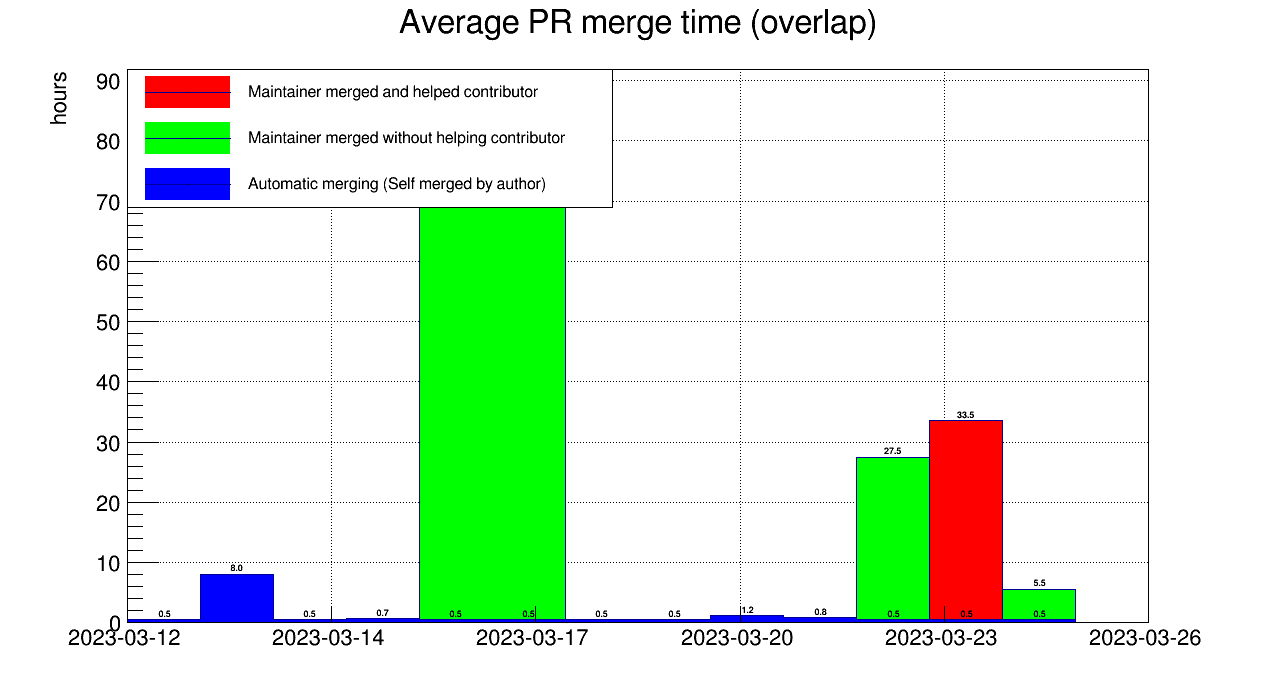 Average PR merge time (overlap)
hours
90
80
70
60
50
40
30
20
10
0
Maintainer merged and helped contributor
Maintainer merged without helping contributor
Automatic merging (Self merged by author)
33.5
27.5
8.0
5.5
0.5 0.5 0.7 0.5 0.5 0.5 0.5 1.2 0.8 0.5 0.5 0.5
2023-03-12 2023-03-14 2023-03-17 2023-03-20 2023-03-23 2023-03-26